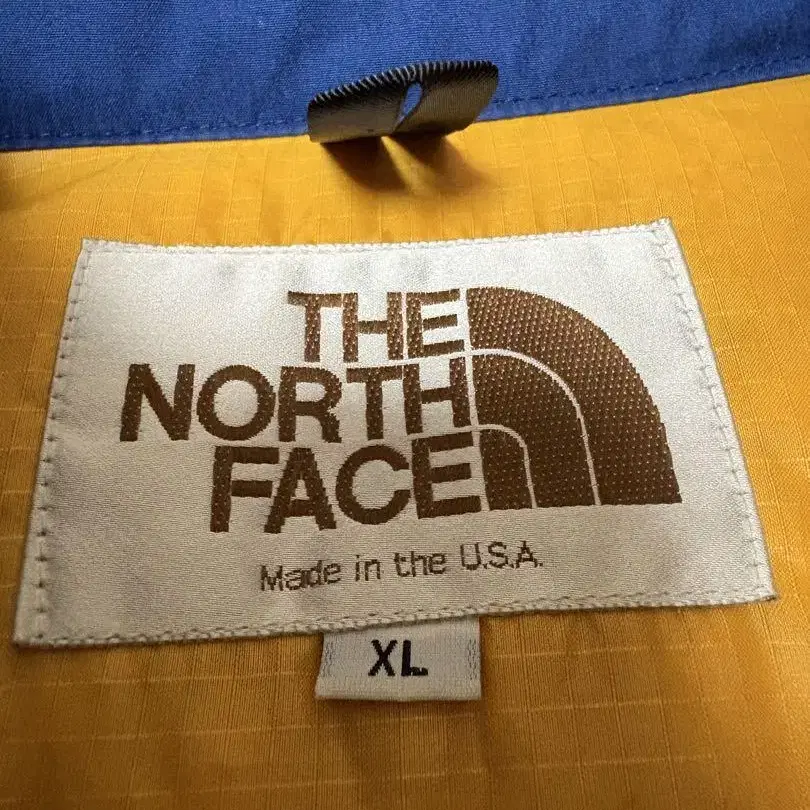 THE
NORTH
FACE
Made in the U.S.A.
XL